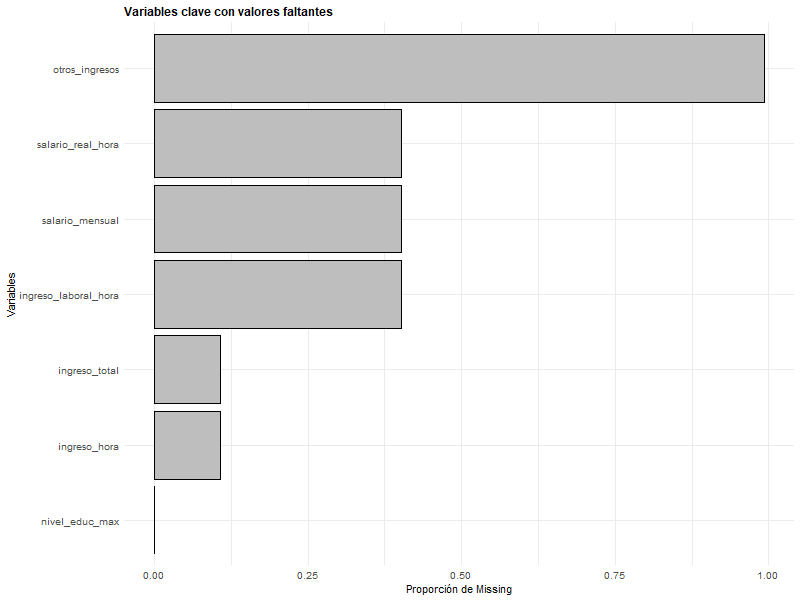 Variables clave con valores faltantes
Variables
otros_ingresos
salario_real_hora
salario_mensual
ingreso_laboral_hora
ingreso_total
ingreso_hora
nivel_educ_max
0.00 0.25 0.50 0.75 1.00
Proporción de Missing